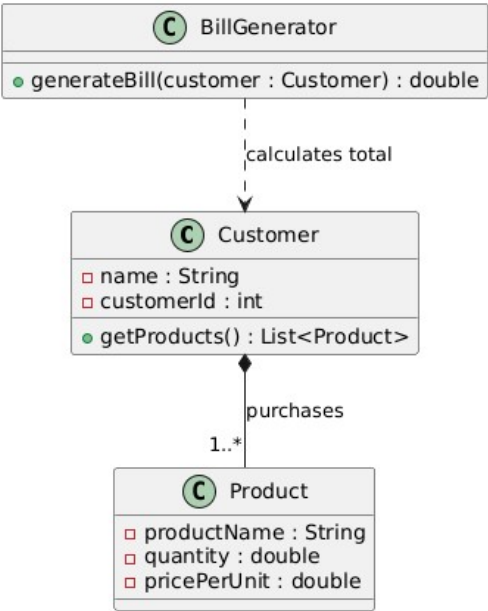 C BillGenerator
generateBill(customer : Customer) : double
calculates total
C Customer
name : String
customerId : int
getProducts() : List<Product>
purchases
1..*
C Product
productName : String
quantity : double
pricePerUnit : double